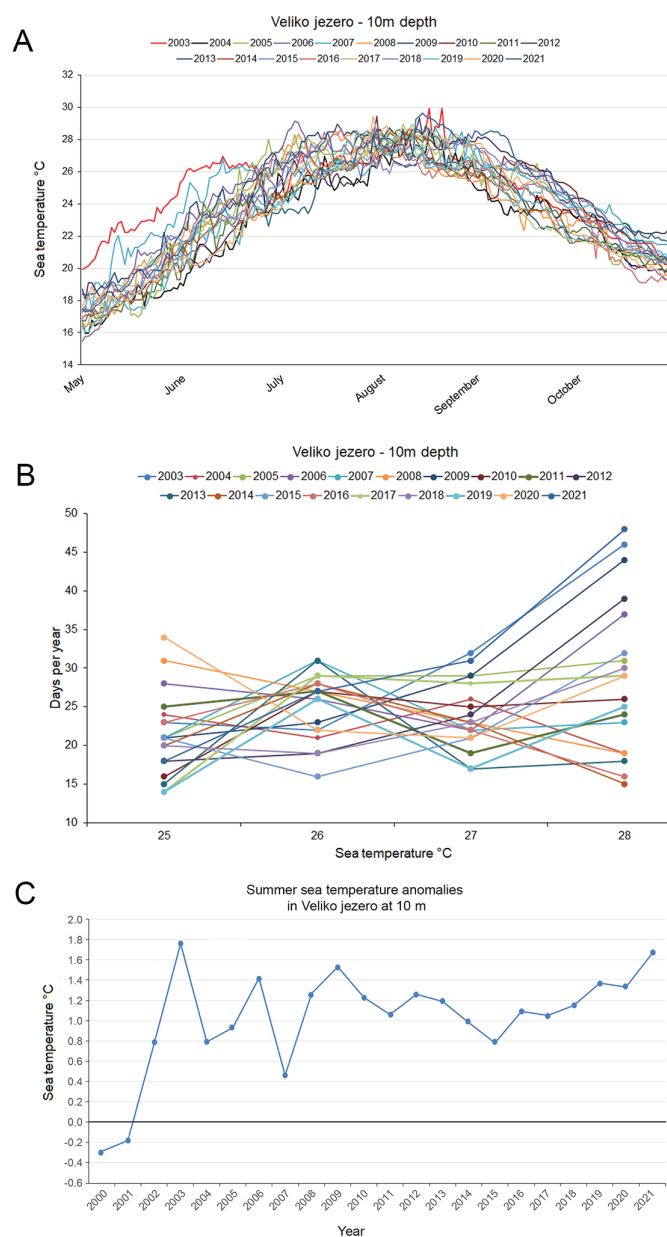 A
Veliko jezero - 10m depth
2003 2004 2005 2006 2007 2008 2009 2010 2011 2012
2013 2014 2015 2016 2017 2018 2019 2020 2021
Sea temperature °C
32
30
28
26
24
22
20
18
16
14
May June July August September October
B
Veliko jezero - 10m depth
2003 2004 2005 2006 2007 2008 2009 2010 2011 2012
2013 2014 2015 2016 2017 2018 2019 2020 2021
Days per year
50
45
40
35
30
25
20
15
10
25 26 27 28
Sea temperature °C
C
Summer sea temperature anomalies
in Veliko jezero at 10 m
Sea temperature °C
2.0
1.8
1.6
1.4
1.2
1.0
0.8
0.6
0.4
0.2
0.0
-0.2
-0.4
-0.6
2000 2001 2002 2003 2004 2005 2006 2007 2008 2009 2010 2011 2012 2013 2014 2015 2016 2017 2018 2019 2020 2021
Year